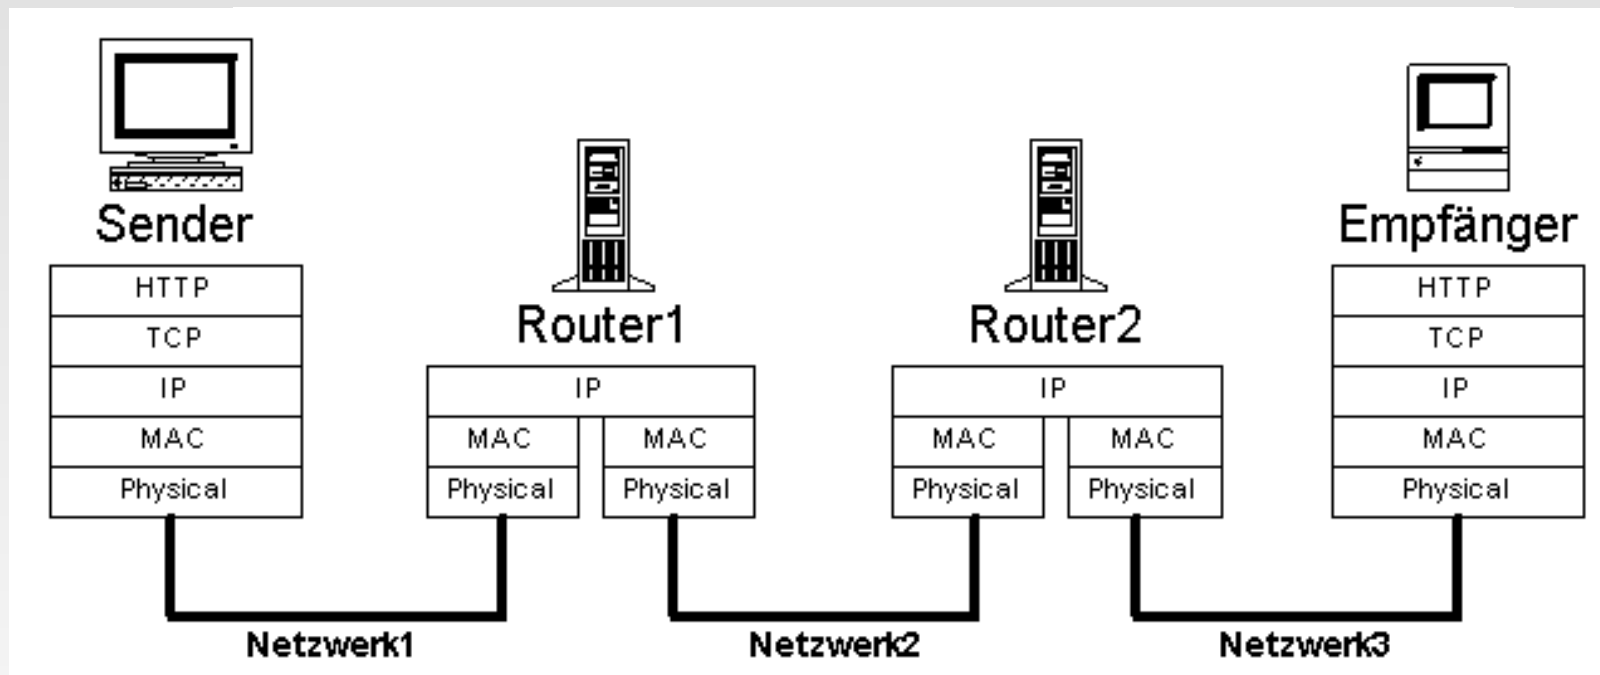 Sender
HTTP
TCP
IP
MAC
Physical
Router1
IP
MAC MAC
Physical Physical
Router2
IP
MAC MAC
Physical Physical
Empfänger
HTTP
TCP
IP
MAC
Physical
Netzwerk1 Netzwerk2 Netzwerk3